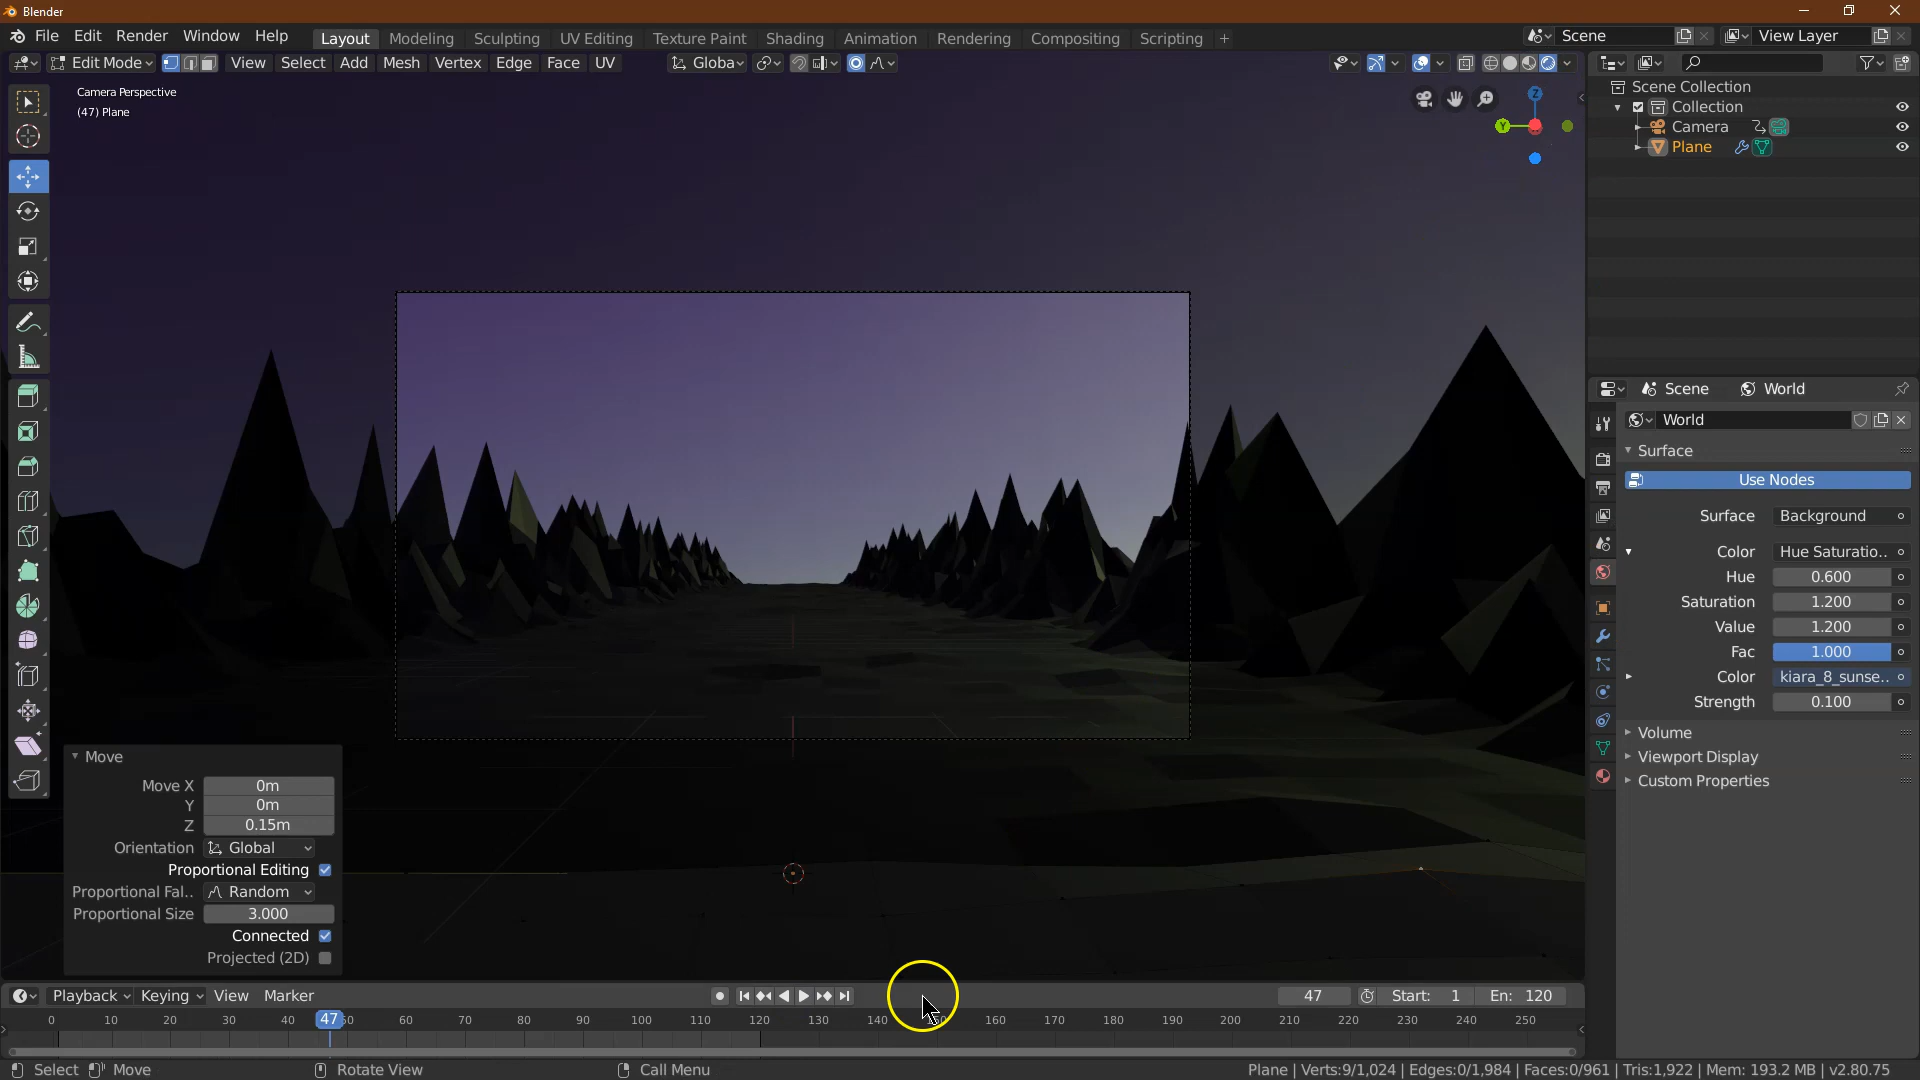 Blender
File Edit Render Window Help Layout Modeling Sculpting UV Editing Texture Paint Shading Animation Rendering Compositing Scripting + Scene View Layer
Edit Mode View Select Add Mesh Vertex Edge Face UV Globa
Camera Perspective
(47) Plane
Z
Y
Scene Collection
Collection
Camera
Plane
Scene World
World
Surface
Use Nodes
Surface Background
Color Hue Saturatio..
Hue 0.600
Saturation 1.200
Value 1.200
Fac 1.000
Color kiara_8_sunse..
Strength 0.100
Volume
Viewport Display
Custom Properties
Move
Move X 0m
Y 0m
Z 0.15m
Orientation Global
Proportional Editing
Proportional Fal.. Random
Proportional Size 3.000
Connected
Projected (2D)
Playback Keying View Marker 47 Start: 1 En: 120
0 10 20 30 40 47 60 70 80 90 100 110 120 130 140 160 170 180 190 200 210 220 230 240 250
Select Move Rotate View Call Menu Plane | Verts:9/1,024 | Edges:0/1,984 | Faces:0/961 | Tris:1,922 | Mem: 193.2 MB | v2.80.75